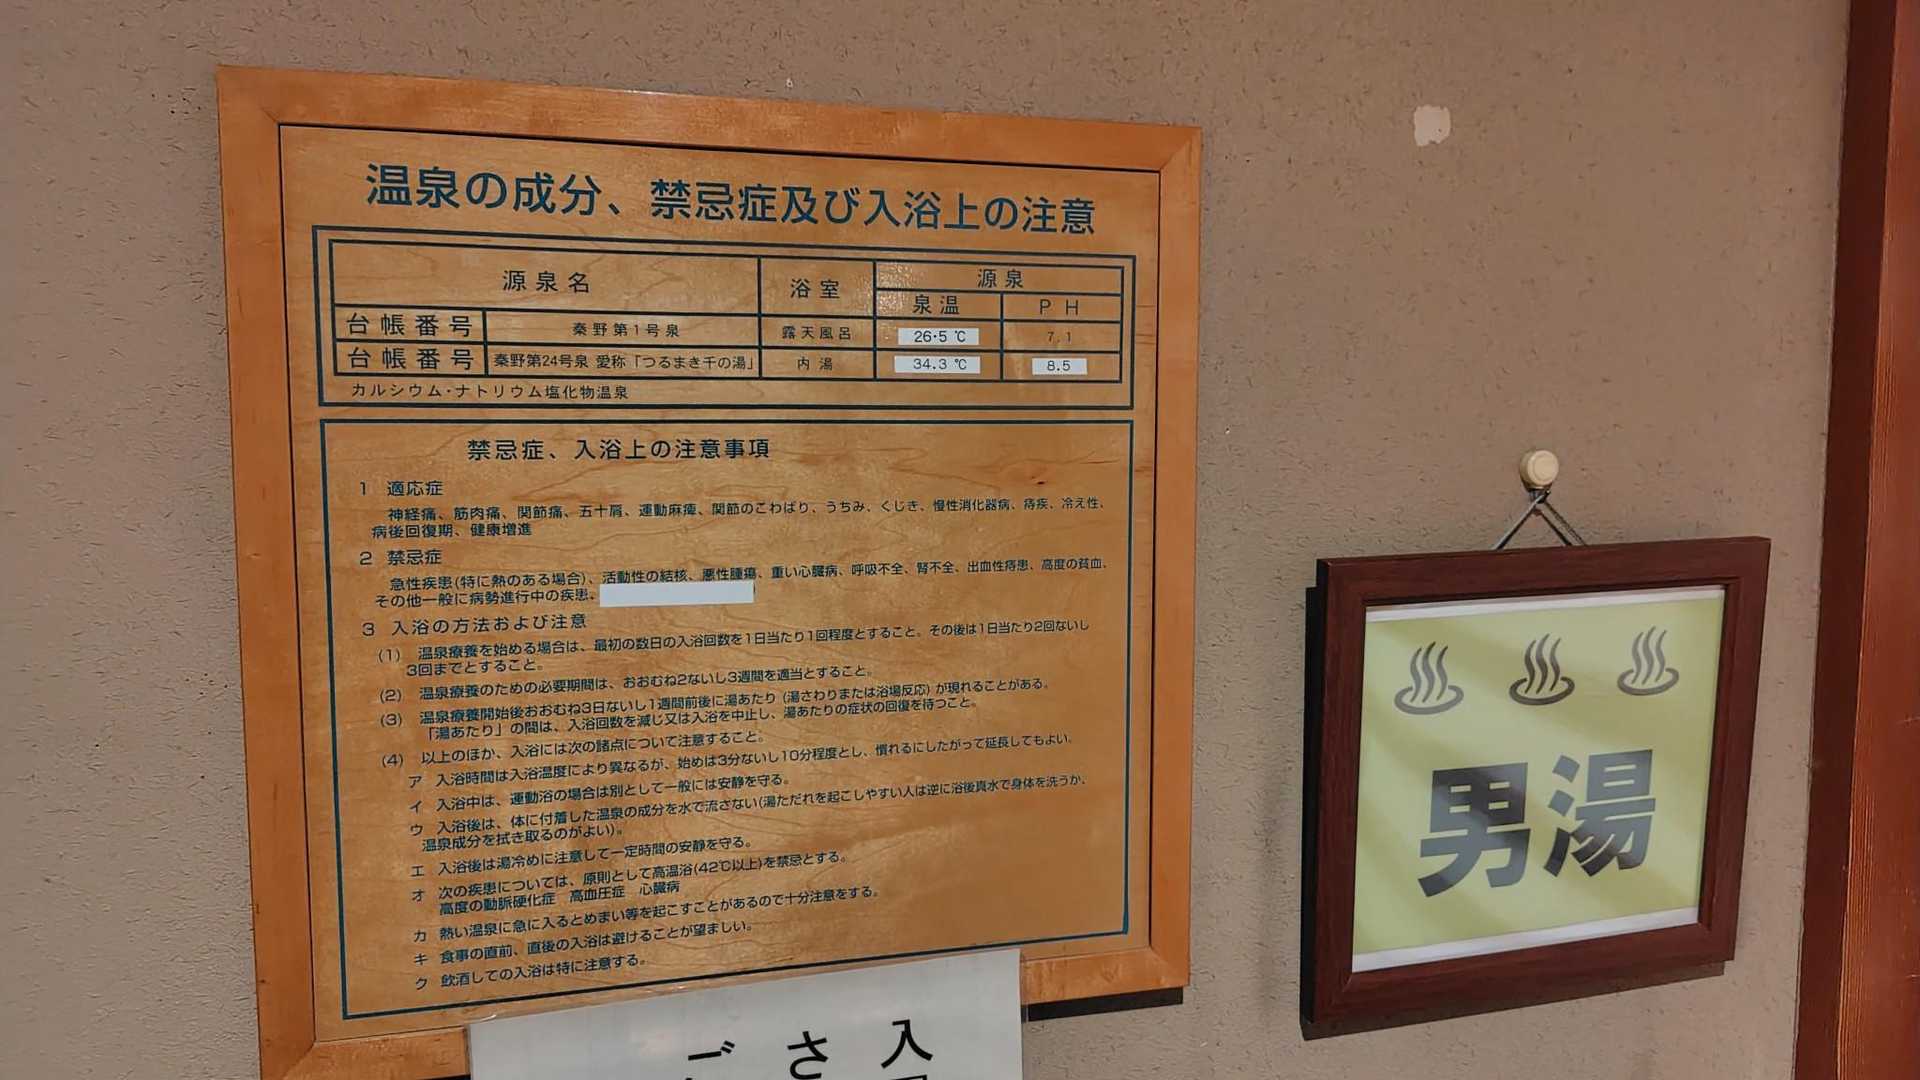 温泉の成分、禁忌症及び入浴上の注意
源泉名 浴室 源泉
泉温 PH
台帳番号 秦野第1号泉 露天風呂 26·5 ℃ 7.1
台帳番号 秦野第24号泉 愛称「つるまき千の湯」 内湯 34.3 ℃ 8.5
カルシウム・ナトリウム塩化物温泉
禁忌症、入浴上の注意事項
1 適応症
神経痛、筋肉痛、関節痛、五十肩、運動麻痺、関節のこわばり、うちみ、くじき、慢性消化器病、痔疾、冷え性、
病後回復期、健康増進
2 禁忌症
急性疾患(特に熱のある場合)、活動性の結核、悪性腫瘍、重い心臓病、呼吸不全、腎不全、出血性痔患、高度の貧血、
その他一般に病勢進行中の疾患、
3 入浴の方法および注意
(1) 温泉療養を始める場合は、最初の数日の入浴回数を1日当たり1回程度とすること。その後は1日当たり2回ないし
3回までとすること。
(2) 温泉療養のための必要期間は、おおむね2ないし3週間を適当とすること。
(3) 温泉療養開始後おおむね3日ないし1週間前後に湯あたり (湯さわりまたは浴場反応) が現れることがある。
「湯あたり」の間は、入浴回数を減じ又は入浴を中止し、湯あたりの症状の回復を待つこと。
(4) 以上のほか、入浴には次の諸点について注意すること。
ア 入浴時間は入浴温度により異なるが、始めは3分ないし10分程度とし、慣れるにしたがって延長してもよい。
イ 入浴中は、運動浴の場合は別として一般には安静を守る。
ウ 入浴後は、体に付着した温泉の成分を水で流さない(湯ただれを起こしやすい人は逆に浴後真水で身体を洗うか、
温泉成分を拭き取るのがよい)。
エ 入浴後は湯冷めに注意して一定時間の安静を守る。
オ 次の疾患については、原則として高温浴(42℃以上)を禁忌とする。
高度の動脈硬化症 高血圧症 心臓病
カ 熱い温泉に急に入るとめまい等を起こすことがあるので十分注意をする。
キ 食事の直前、直後の入浴は避けることが望ましい。
ク 飲酒しての入浴は特に注意する。
入
さ
ご
男湯